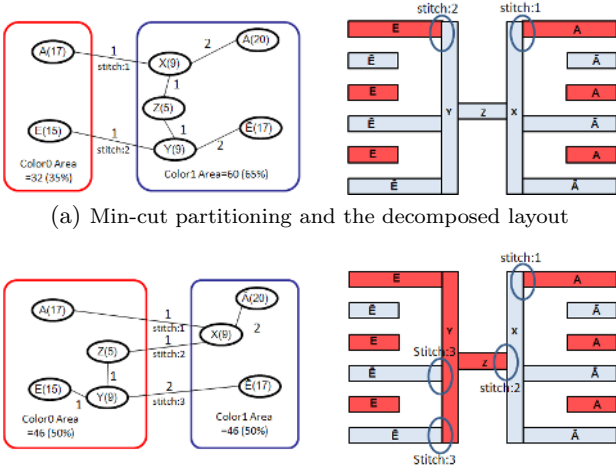 A(17)
1
stitch:1
X(9)
2
Ā(20)
1
Z(5)
1
E(15)
1
stitch:2
Y(9)
2
Ē(17)
Color0 Area
=32 (35%)
Color1 Area=60 (65%)
stitch:2
stitch:1
E
A
Ē
Ā
E
Y
Z
X
A
Ē
Ā
E
A
Ē
Ā
(a) Min-cut partitioning and the decomposed layout
A(17)
1
stitch:1
Ā(20)
X(9)
2
Z(5)
1
stitch:2
1
E(15)
1
Y(9)
2
stitch:3
Ē(17)
Color0 Area
=46 (50%)
Color1 Area
=46 (50%)
stitch:1
E
A
Ē
Y
X
Ā
E
Stitch:3
Z
A
stitch:2
Ē
Ā
E
A
Ē
Ā
Stitch:3